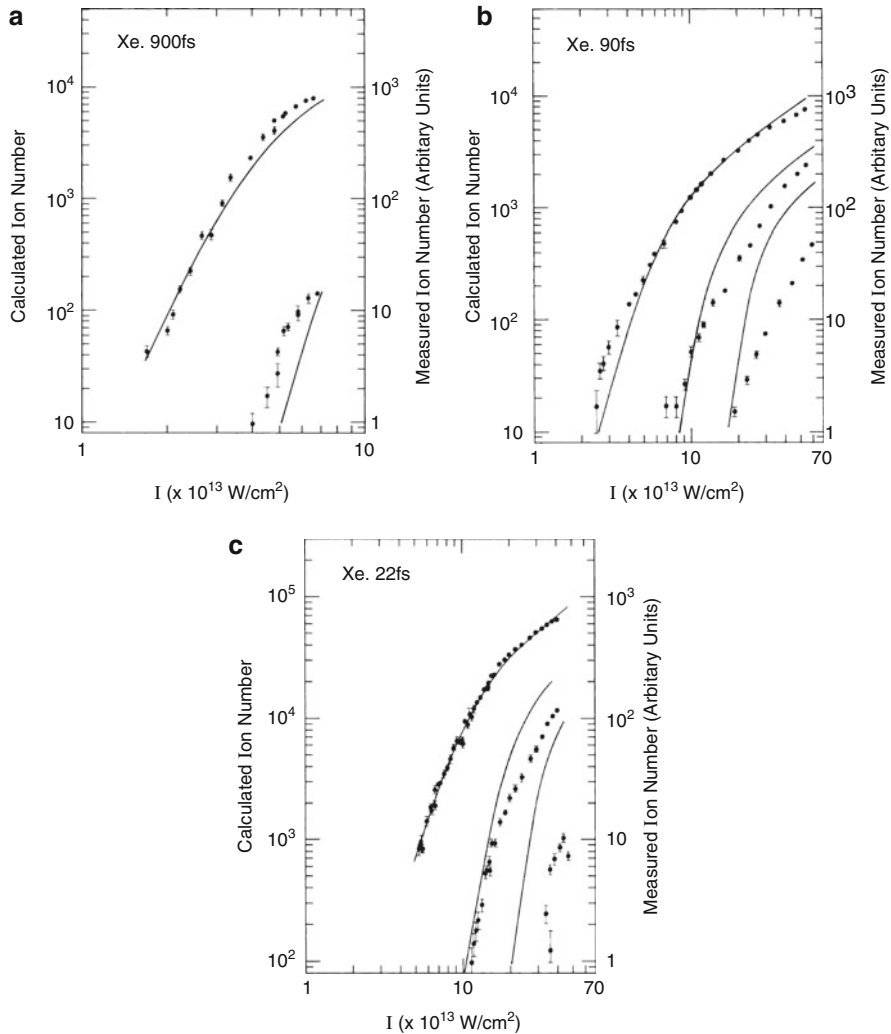 a
Xe. 900fs
Calculated Ion Number
10^4
10^3
10^2
10
Measured Ion Number (Arbitary Units)
10^3
10^2
10
1
1
10
I (x 10^13 W/cm^2)
b
Xe. 90fs
Calculated Ion Number
10^4
10^3
10^2
10
Measured Ion Number (Arbitary Units)
10^3
10^2
10
1
1
10
70
I (x 10^13 W/cm^2)
c
Xe. 22fs
Calculated Ion Number
10^5
10^4
10^3
10^2
Measured Ion Number (Arbitary Units)
10^3
10^2
10
1
1
10
70
I (x 10^13 W/cm^2)